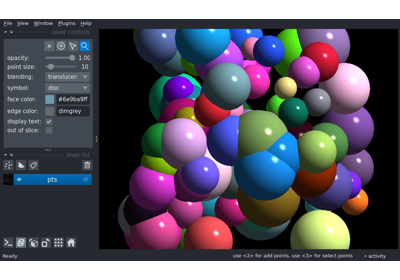 File View Window Plugins Help
layer controls
opacity: 1.00
point size: 10
blending: translucen
symbol: disc
face color: #6e9ba9ff
edge color: dimgrey
display text:
out of slice:
layer list
pts
Ready
use <2> for add points, use <3> for select points
activity